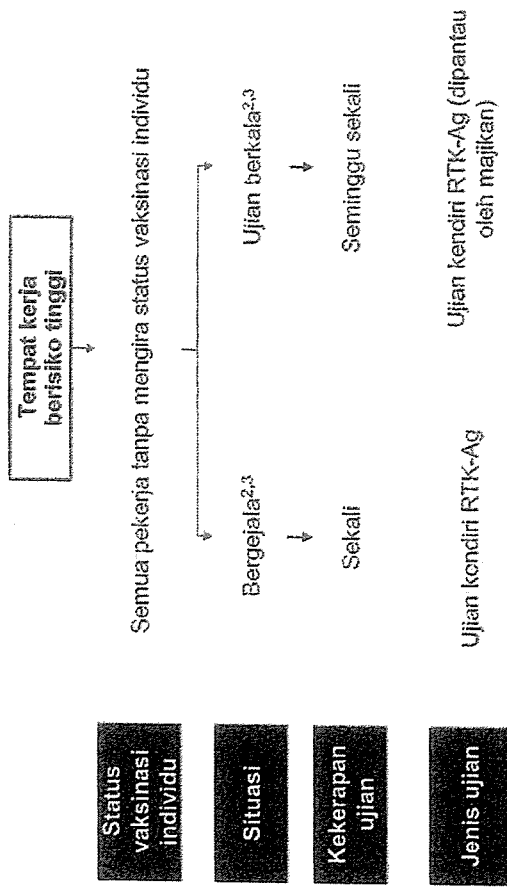 Tempat kerja
berisiko tinggi
Status
vaksinasi
individu
Semua pekerja tanpa mengira status vaksinasi individu
Situasi
Bergejala2,3
Ujian berkala2,3
Kekerapan
ujian
Sekali
Seminggu sekali
Jenis ujian
Ujian kendiri RTK-Ag
Ujian kendiri RTK-Ag (dipantau
oleh majikan)